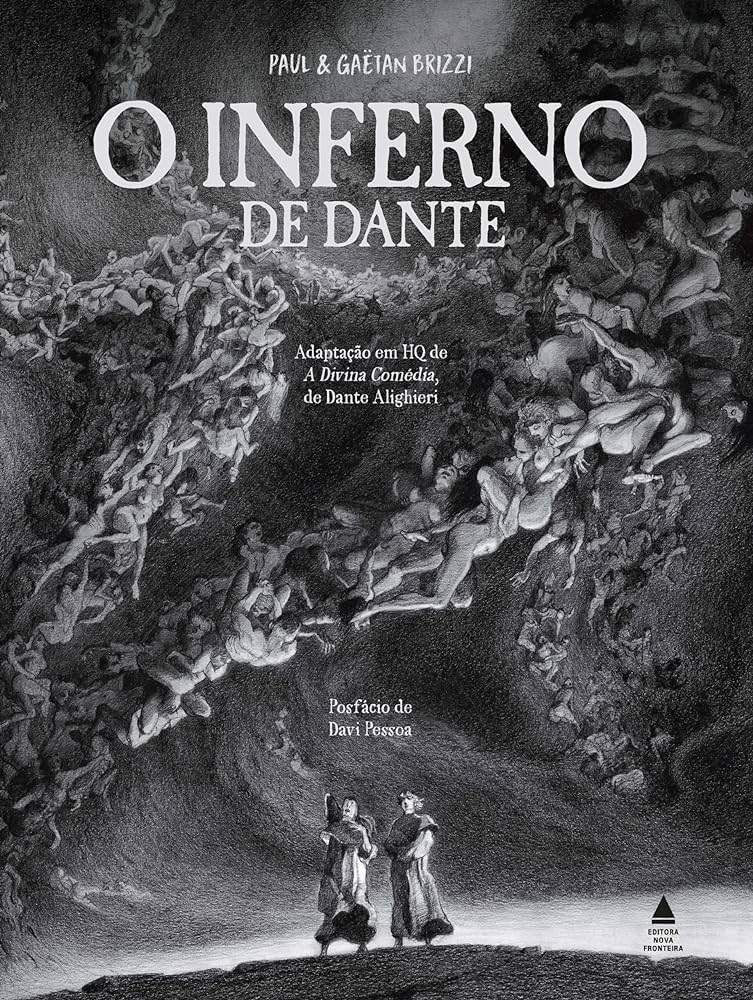 PAUL & GAËTAN BRIZZI
O INFERNO
DE DANTE
Adaptação em HQ de
A Divina Comédia,
de Dante Alighieri
Posfácio de
Davi Pessoa
EDITORA
NOVA
FRONTEIRA